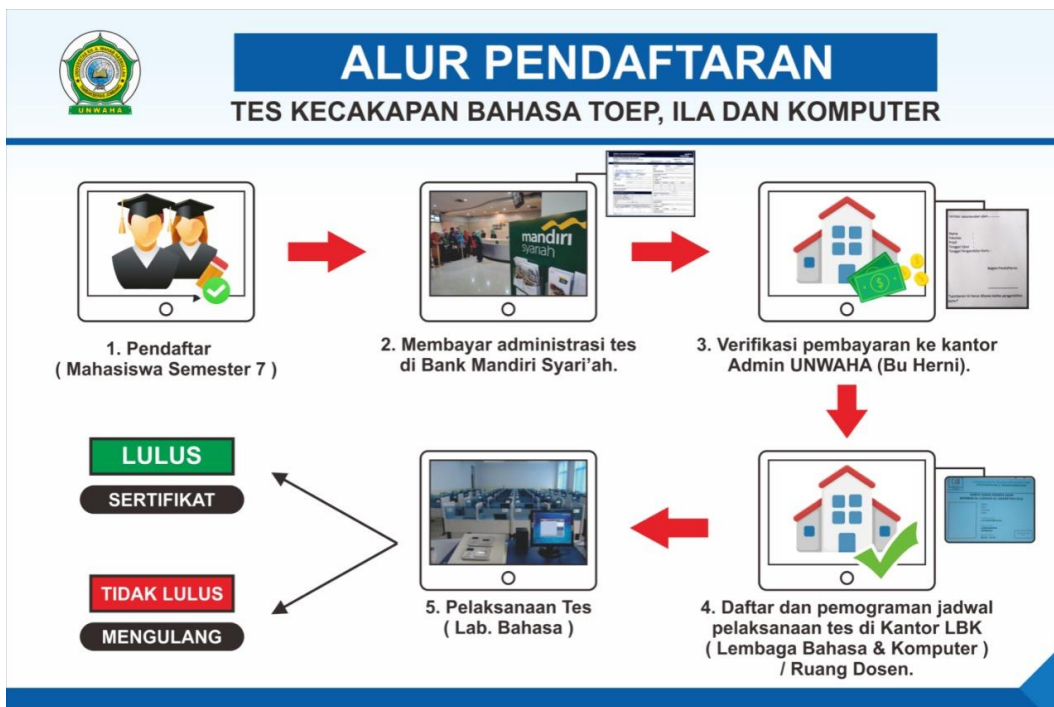 UNWAHA
ALUR PENDAFTARAN
TES KECAKAPAN BAHASA TOEP, ILA DAN KOMPUTER
mandiri
syariah
1. Pendaftar
( Mahasiswa Semester 7 )
2. Membayar administrasi tes
di Bank Mandiri Syari'ah.
3. Verifikasi pembayaran ke kantor
Admin UNWAHA (Bu Herni).
4. Daftar dan pemograman jadwal
pelaksanaan tes di Kantor LBK
( Lembaga Bahasa & Komputer )
/ Ruang Dosen.
5. Pelaksanaan Tes
( Lab. Bahasa )
LULUS
SERTIFIKAT
TIDAK LULUS
MENGULANG